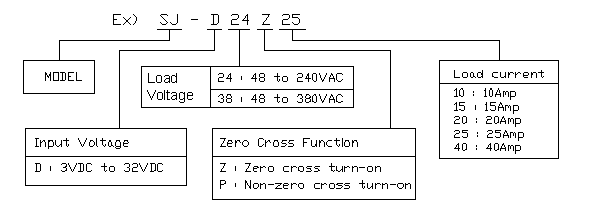 Ex) SJ - D 24 Z 25
MODEL
Load Voltage
24 : 48 to 240VAC
38 : 48 to 380VAC
Load current
10 : 10Amp
15 : 15Amp
20 : 20Amp
25 : 25Amp
40 : 40Amp
Input Voltage
D : 3VDC to 32VDC
Zero Cross Function
Z : Zero cross turn-on
P : Non-zero cross turn-on